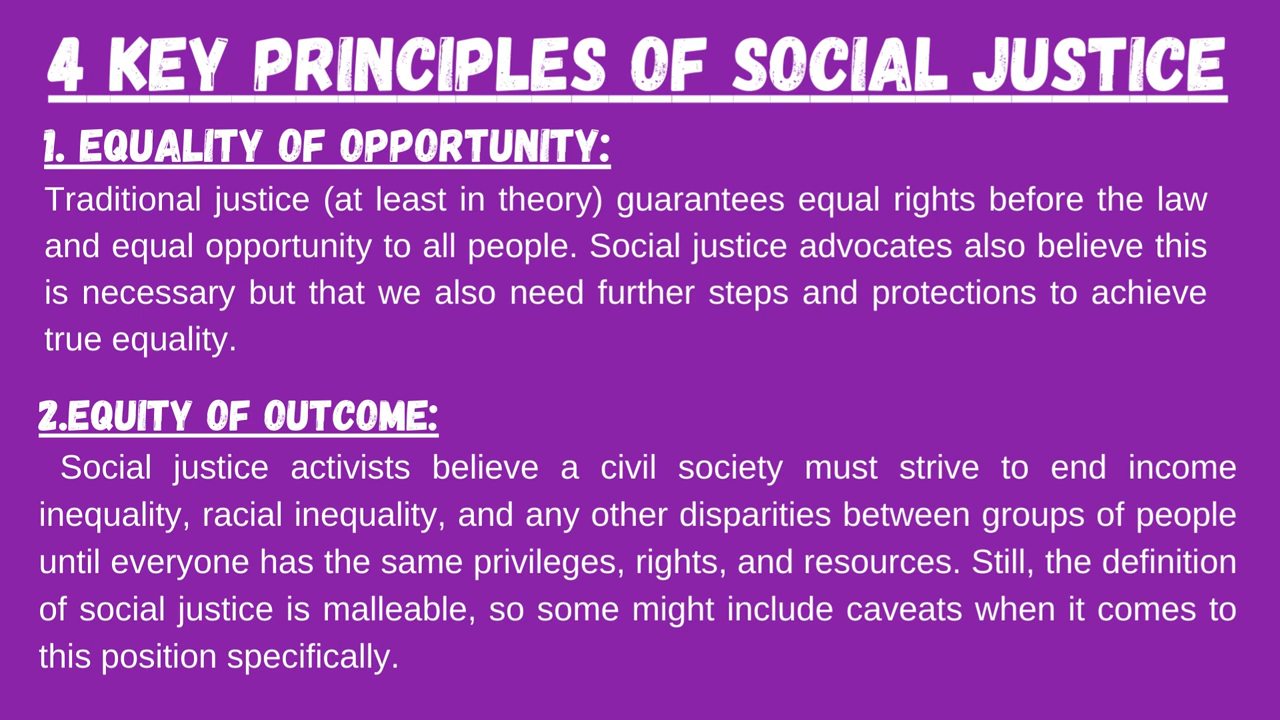 4 KEY PRINCIPLES OF SOCIAL JUSTICE
1. EQUALITY OF OPPORTUNITY:
Traditional justice (at least in theory) guarantees equal rights before the law
and equal opportunity to all people. Social justice advocates also believe this
is necessary but that we also need further steps and protections to achieve
true equality.
2.EQUITY OF OUTCOME:
Social justice activists believe a civil society must strive to end income
inequality, racial inequality, and any other disparities between groups of people
until everyone has the same privileges, rights, and resources. Still, the definition
of social justice is malleable, so some might include caveats when it comes to
this position specifically.